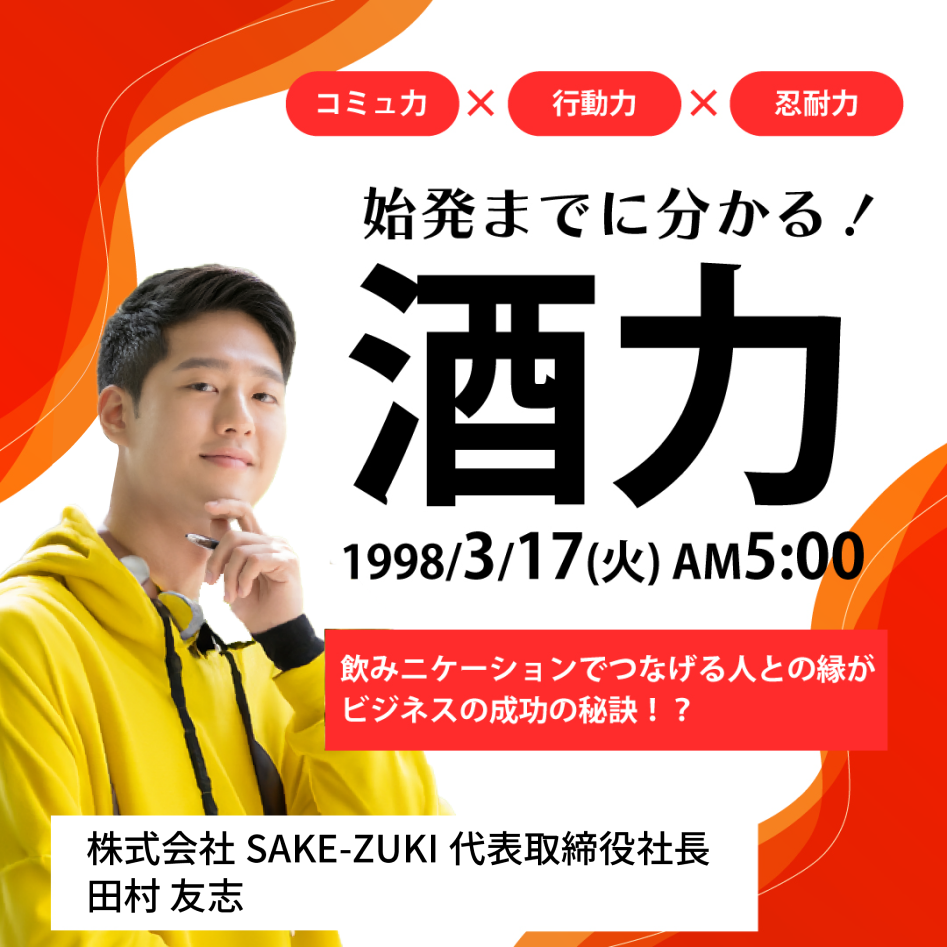 コミュ力 × 行動力 × 忍耐力
始発までに分かる！
酒力
1998/3/17(火) AM5:00
飲みニケーションでつなげる人との縁が
ビジネスの成功の秘訣！？
株式会社 SAKE-ZUKI 代表取締役社長
田村 友志